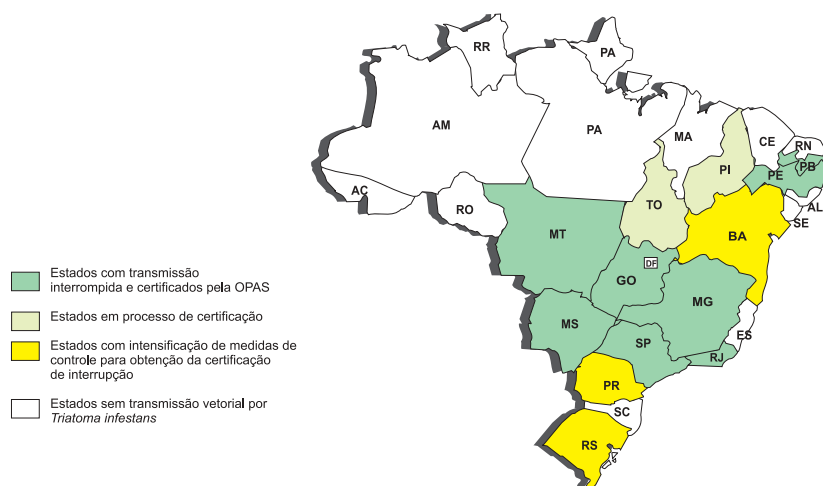 RR
PA
AM
PA
MA
CE
RN
PB
PE
PI
AC
RO
TO
AL
SE
BA
MT
DF
GO
MG
MS
ES
SP
RJ
PR
SC
RS
Estados com transmissão
interrompida e certificados pela OPAS
Estados em processo de certificação
Estados com intensificação de medidas de
controle para obtenção da certificação
de interrupção
Estados sem transmissão vetorial por
Triatoma infestans